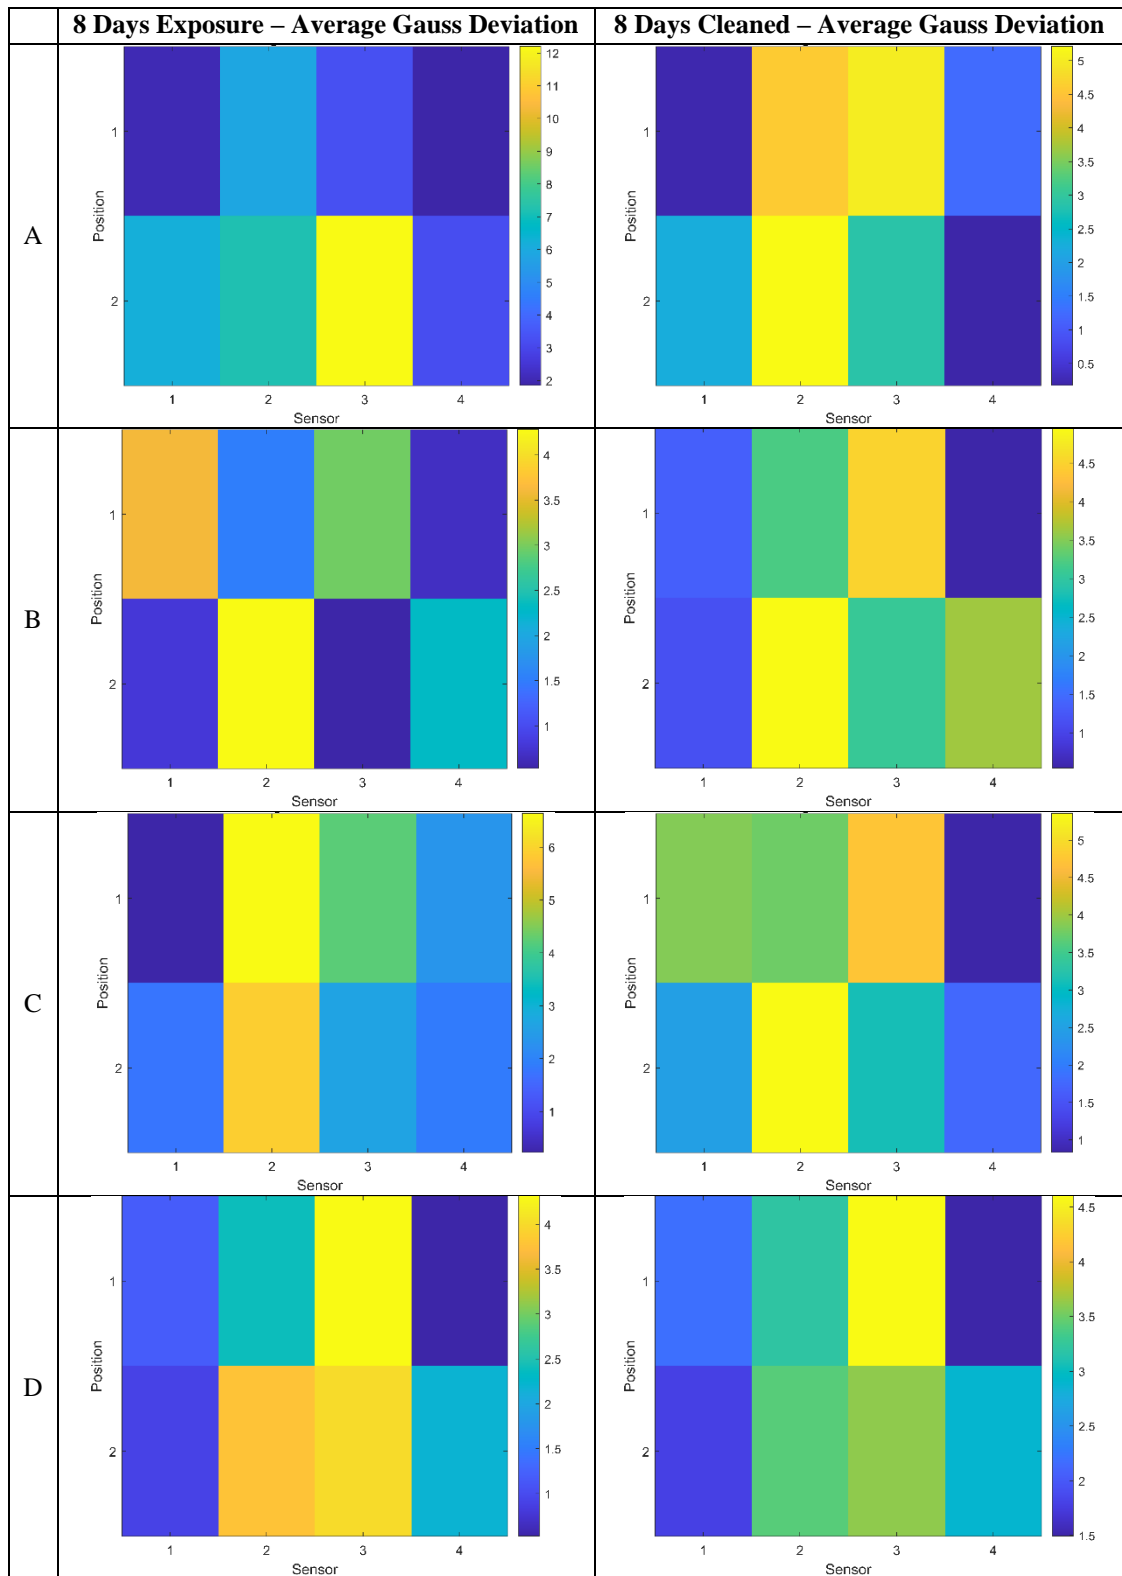 8 Days Exposure – Average Gauss Deviation
8 Days Cleaned – Average Gauss Deviation
A
Position
1
2
1 2 3 4
Sensor
12
11
10
9
8
7
6
5
4
3
2
Position
1
2
1 2 3 4
Sensor
5
4.5
4
3.5
3
2.5
2
1.5
1
0.5
B
Position
1
2
1 2 3 4
Sensor
4
3.5
3
2.5
2
1.5
1
Position
1
2
1 2 3 4
Sensor
4.5
4
3.5
3
2.5
2
1.5
1
C
Position
1
2
1 2 3 4
Sensor
6
5
4
3
2
1
Position
1
2
1 2 3 4
Sensor
5
4.5
4
3.5
3
2.5
2
1.5
1
D
Position
1
2
1 2 3 4
Sensor
4
3.5
3
2.5
2
1.5
1
Position
1
2
1 2 3 4
Sensor
4.5
4
3.5
3
2.5
2
1.5